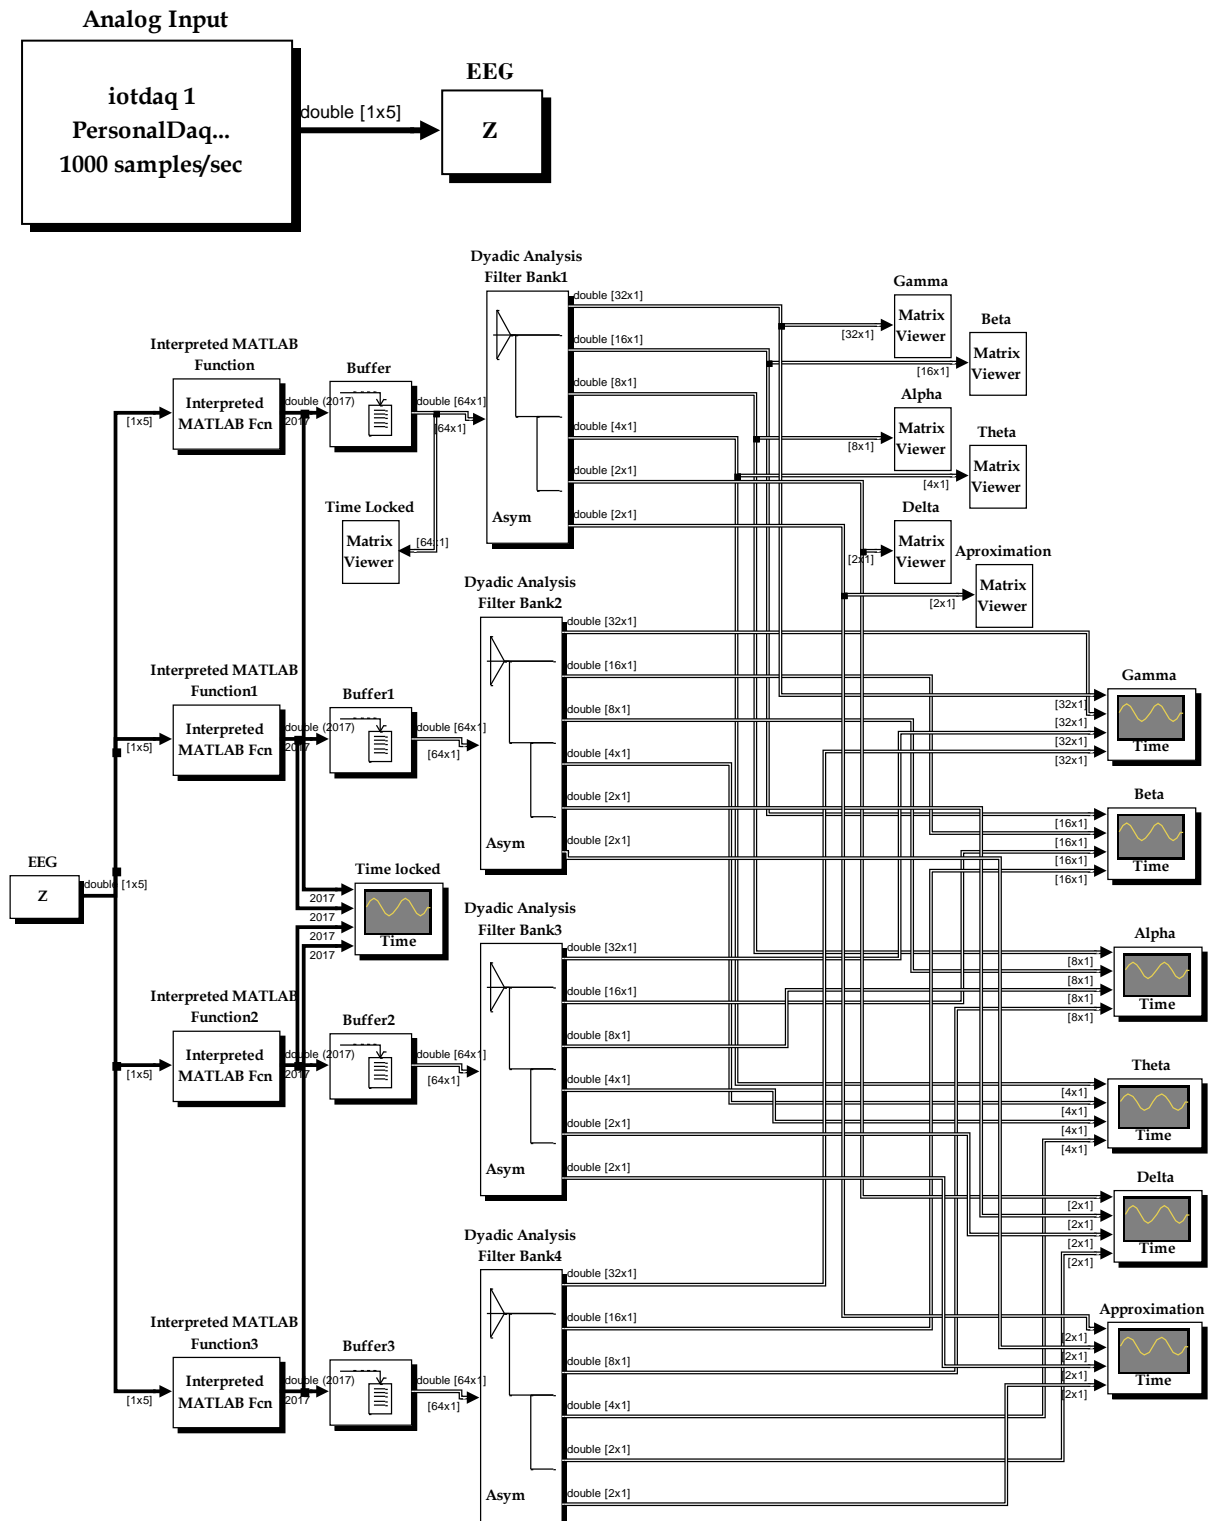 Analog Input
iotdaq 1
PersonalDaq...
1000 samples/sec
double [1x5]
EEG
Z
Dyadic Analysis
Filter Bank1
double [32x1]
double [16x1]
double [8x1]
double [4x1]
double [2x1]
double [2x1]
Asym
Gamma
Matrix
Viewer
[32x1]
Beta
Matrix
Viewer
[16x1]
Alpha
Matrix
Viewer
[8x1]
Theta
Matrix
Viewer
[4x1]
Delta
Matrix
Viewer
[2x1]
Aproximation
Matrix
Viewer
[2x1]
Interpreted MATLAB
Function
Interpreted
MATLAB Fcn
[1x5]
double (2017)
2017
Buffer
double [64x1]
[64x1]
Time Locked
Matrix
Viewer
[64x1]
Dyadic Analysis
Filter Bank2
double [32x1]
double [16x1]
double [8x1]
double [4x1]
double [2x1]
double [2x1]
Asym
Interpreted MATLAB
Function1
Interpreted
MATLAB Fcn
[1x5]
double (2017)
2017
Buffer1
double [64x1]
[64x1]
EEG
Z
double [1x5]
Time locked
Time
2017
2017
2017
2017
Dyadic Analysis
Filter Bank3
double [32x1]
double [16x1]
double [8x1]
double [4x1]
double [2x1]
double [2x1]
Asym
Interpreted MATLAB
Function2
Interpreted
MATLAB Fcn
[1x5]
double (2017)
2017
Buffer2
double [64x1]
[64x1]
Dyadic Analysis
Filter Bank4
double [32x1]
double [16x1]
double [8x1]
double [4x1]
double [2x1]
double [2x1]
Asym
Interpreted MATLAB
Function3
Interpreted
MATLAB Fcn
[1x5]
double (2017)
2017
Buffer3
double [64x1]
[64x1]
Gamma
Time
[32x1]
[32x1]
[32x1]
[32x1]
Beta
Time
[16x1]
[16x1]
[16x1]
[16x1]
Alpha
Time
[8x1]
[8x1]
[8x1]
[8x1]
Theta
Time
[4x1]
[4x1]
[4x1]
[4x1]
Delta
Time
[2x1]
[2x1]
[2x1]
[2x1]
Approximation
Time
[2x1]
[2x1]
[2x1]
[2x1]